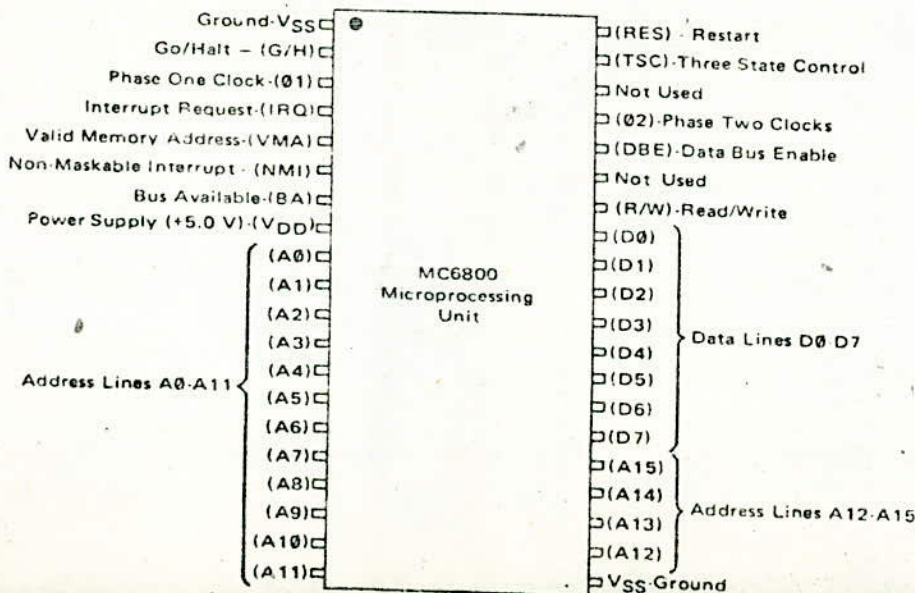 Ground-VSS
Go/Halt - (G/H)
Phase One Clock-(Ø1)
Interrupt Request-(IRQ)
Valid Memory Address-(VMA)
Non-Maskable Interrupt - (NMI)
Bus Available-(BA)
Power Supply (+5.0 V)-(VDD)
(AØ)
(A1)
(A2)
(A3)
(A4)
(A5)
(A6)
(A7)
(A8)
(A9)
(A1Ø)
(A11)
Address Lines AØ-A11
MC6800
Microprocessing
Unit
(RES) - Restart
(TSC)-Three State Control
Not Used
(Ø2)-Phase Two Clocks
(DBE)-Data Bus Enable
Not Used
(R/W)-Read/Write
(DØ)
(D1)
(D2)
(D3)
(D4)
(D5)
(D6)
(D7)
Data Lines DØ-D7
(A15)
(A14)
(A13)
(A12)
Address Lines A12-A15
VSS-Ground